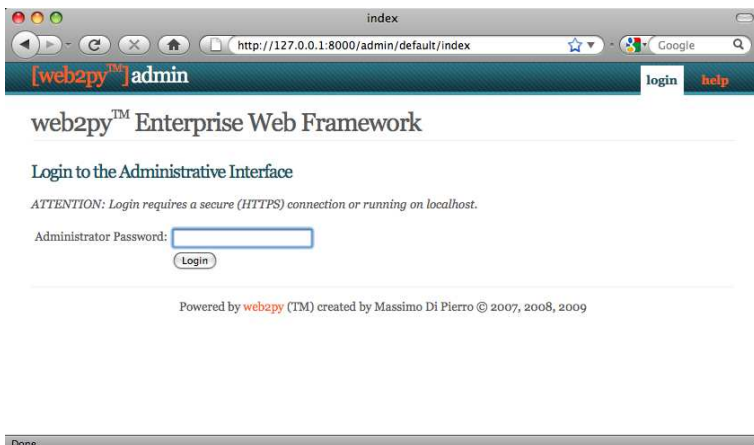 index
http://127.0.0.1:8000/admin/default/index
Google
[web2py™]admin
login help
web2py™ Enterprise Web Framework
Login to the Administrative Interface
ATTENTION: Login requires a secure (HTTPS) connection or running on localhost.
Administrator Password:
Login
Powered by web2py (TM) created by Massimo Di Pierro © 2007, 2008, 2009
Done